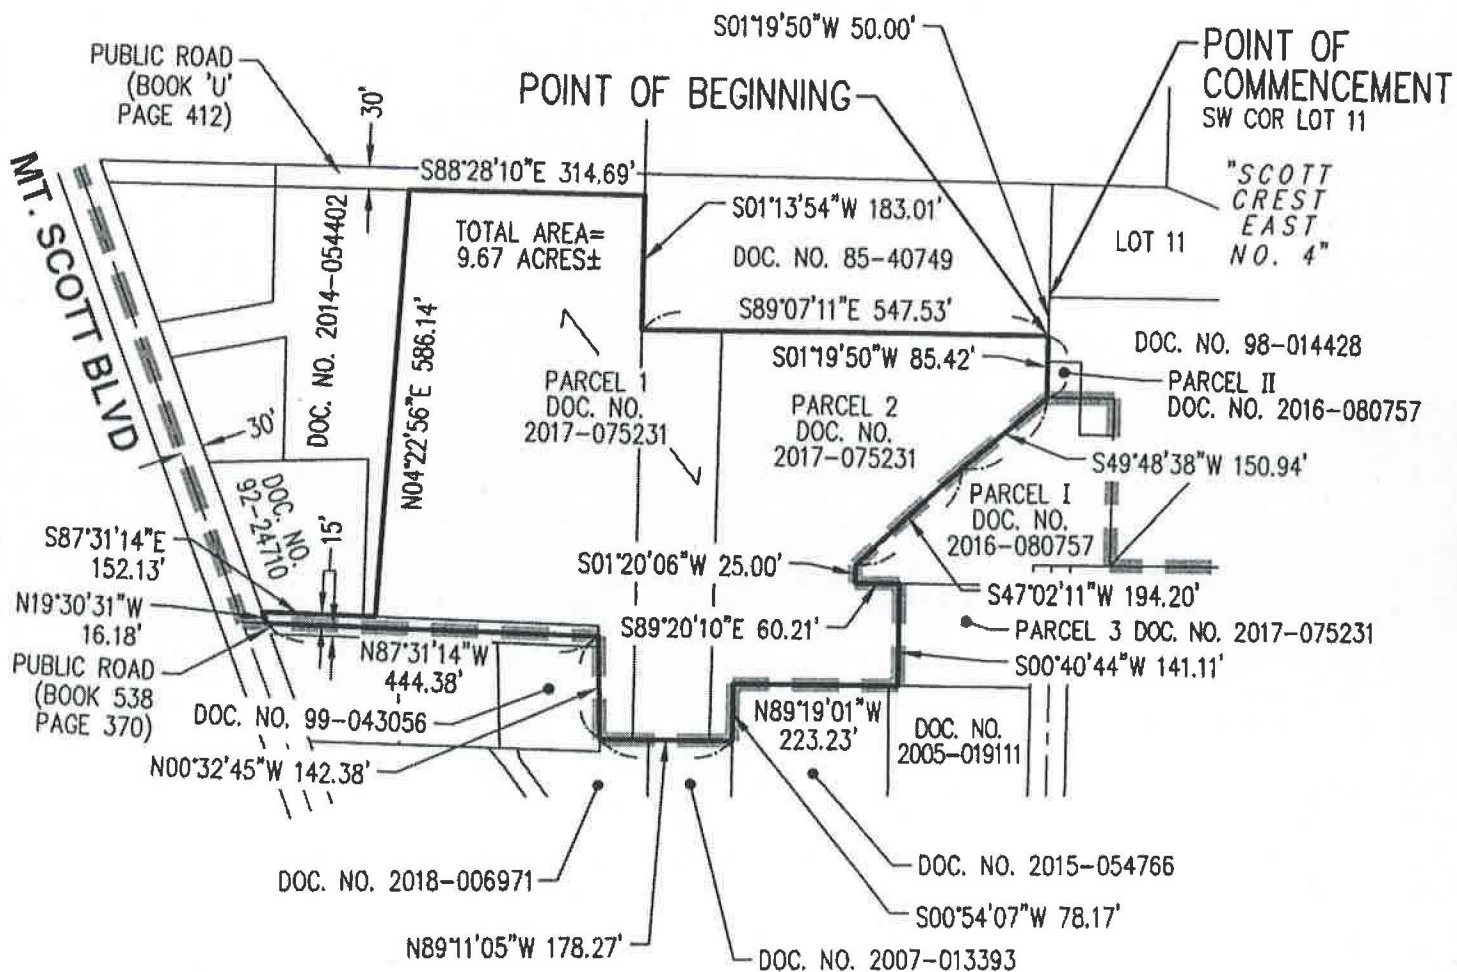 S01°19'50"W 50.00'
PUBLIC ROAD
(BOOK 'U'
PAGE 412)
30'
POINT OF BEGINNING
POINT OF
COMMENCEMENT
SW COR LOT 11
"SCOTT
CREST
EAST
NO. 4"
MT. SCOTT BLVD
S88°28'10"E 314.69'
S01°13'54"W 183.01'
TOTAL AREA=
9.67 ACRES±
DOC. NO. 85-40749
LOT 11
DOC. NO. 2014-054402
N04°22'56"E 586.14'
S89°07'11"E 547.53'
S01°19'50"W 85.42'
DOC. NO. 98-014428
PARCEL II
DOC. NO. 2016-080757
PARCEL 1
DOC. NO.
2017-075231
PARCEL 2
DOC. NO.
2017-075231
30'
S49°48'38"W 150.94'
DOC. NO.
92-24710
PARCEL I
DOC. NO.
2016-080757
15'
S87°31'14"E
152.13'
S01°20'06"W 25.00'
S47°02'11"W 194.20'
N19°30'31"W
16.18'
S89°20'10"E 60.21'
PARCEL 3 DOC. NO. 2017-075231
S00°40'44"W 141.11'
PUBLIC ROAD
(BOOK 538
PAGE 370)
N87°31'14"W
444.38'
DOC. NO. 99-043056
N89°19'01"W
223.23'
DOC. NO.
2005-019111
N00°32'45"W 142.38'
DOC. NO. 2018-006971
DOC. NO. 2015-054766
S00°54'07"W 78.17'
N89°11'05"W 178.27'
DOC. NO. 2007-013393